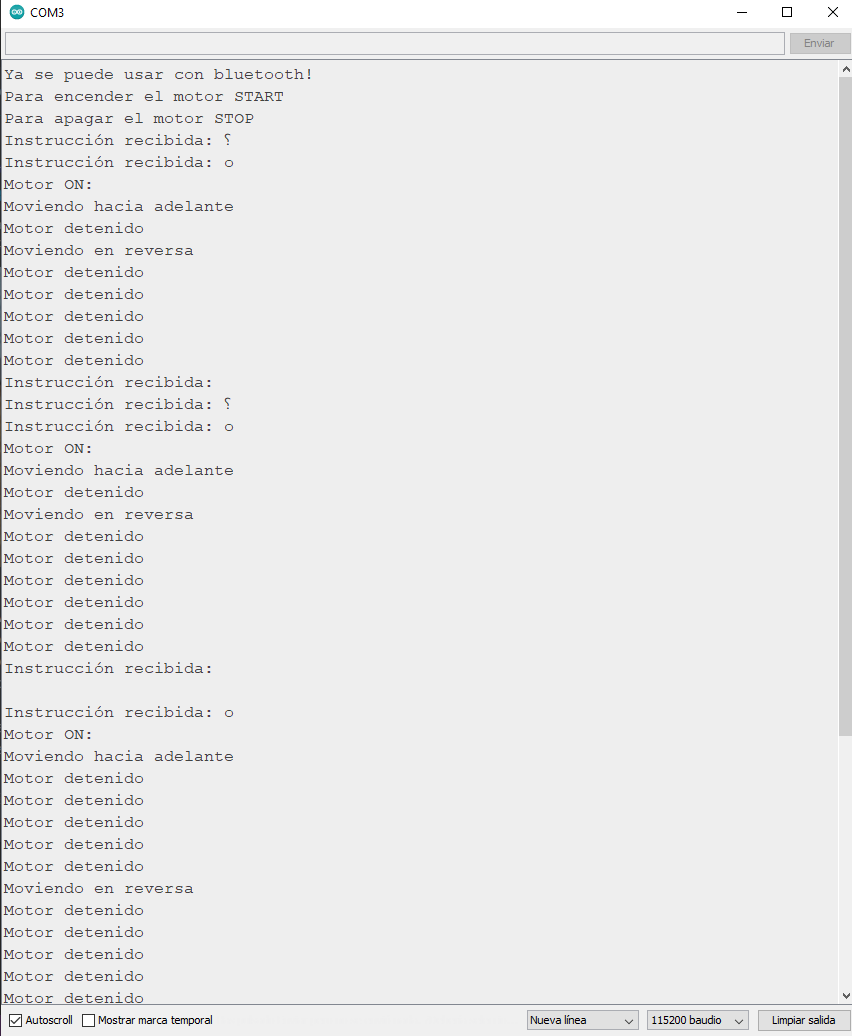 COM3
Enviar
Ya se puede usar con bluetooth!
Para encender el motor START
Para apagar el motor STOP
Instrucción recibida: ⸮
Instrucción recibida: o
Motor ON:
Moviendo hacia adelante
Motor detenido
Moviendo en reversa
Motor detenido
Motor detenido
Motor detenido
Motor detenido
Motor detenido
Instrucción recibida:
Instrucción recibida: ⸮
Instrucción recibida: o
Motor ON:
Moviendo hacia adelante
Motor detenido
Moviendo en reversa
Motor detenido
Motor detenido
Motor detenido
Motor detenido
Motor detenido
Motor detenido
Instrucción recibida:
Instrucción recibida: o
Motor ON:
Moviendo hacia adelante
Motor detenido
Motor detenido
Motor detenido
Motor detenido
Motor detenido
Moviendo en reversa
Motor detenido
Motor detenido
Motor detenido
Motor detenido
Motor detenido
Autoscroll Mostrar marca temporal Nueva línea 115200 baudio Limpiar salida